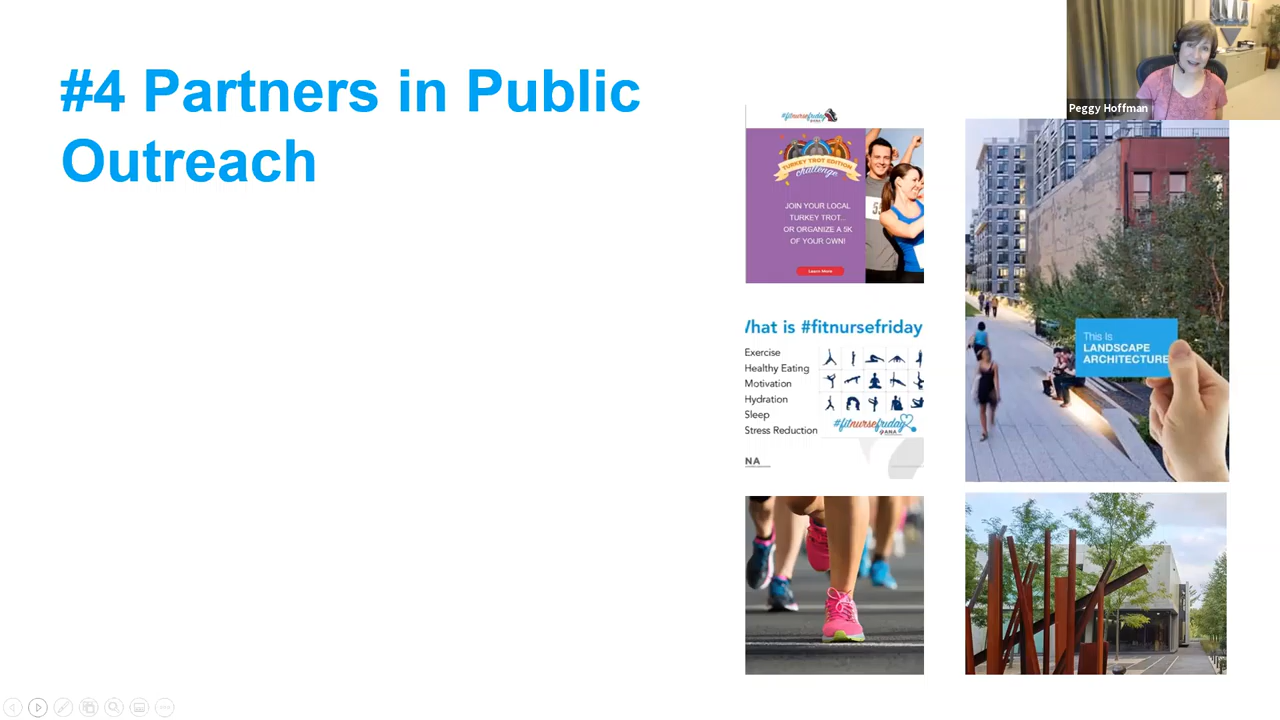 #4 Partners in Public
Outreach
Peggy Hoffman
#fitnursefriday
TURKEY TROT EDITION
challenge
JOIN YOUR LOCAL
TURKEY TROT...
OR ORGANIZE A 5K
OF YOUR OWN!
Learn More
hat is #fitnursefriday
Exercise
Healthy Eating
Motivation
Hydration
Sleep
Stress Reduction
#fitnursefriday
@ANA
NA
This Is
LANDSCAPE
ARCHITECTURE